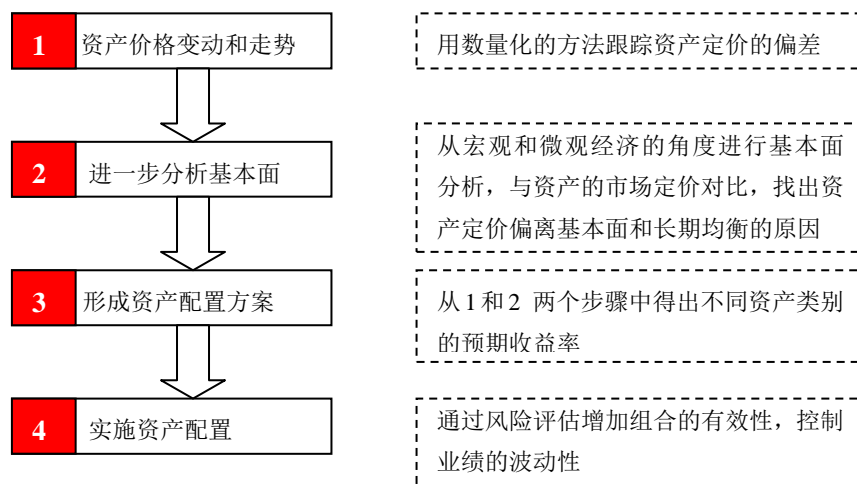 1 资产价格变动和走势
用数量化的方法跟踪资产定价的偏差
2 进一步分析基本面
从宏观和微观经济的角度进行基本面
分析，与资产的市场定价对比，找出资
产定价偏离基本面和长期均衡的原因
3 形成资产配置方案
从1和2 两个步骤中得出不同资产类别
的预期收益率
4 实施资产配置
通过风险评估增加组合的有效性，控制
业绩的波动性